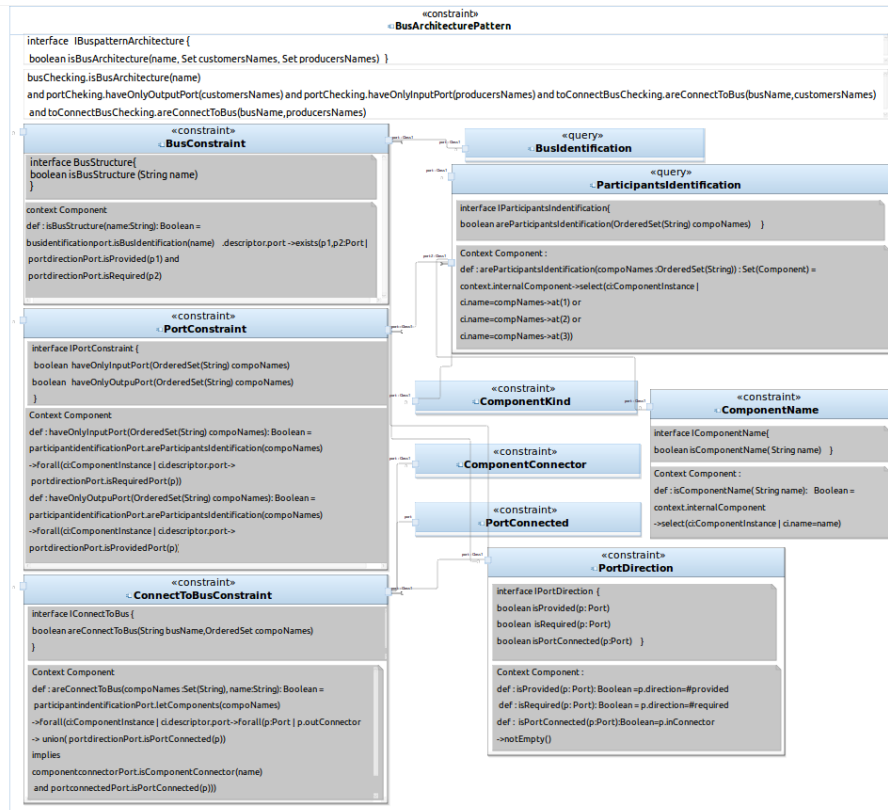 «constraint»
BusArchitecturePattern
interface IBuspatternArchitecture {
boolean isBusArchitecture(name, Set customersNames, Set producersNames) }
busChecking.isBusArchitecture(name)
and portCheking.haveOnlyOutputPort(customersNames) and portChecking.haveOnlyInputPort(producersNames) and toConnectBusChecking.areConnectToBus(busName,customersNames)
and toConnectBusChecking.areConnectToBus(busName,producersNames)
«constraint»
BusConstraint
interface BusStructure{
boolean isBusStructure (String name)
}
context Component
def : isBusStructure(name:String): Boolean =
busidentificationport.isBusIdentification(name) .descriptor.port ->exists(p1,p2:Port |
portdirectionPort.isProvided(p1) and
portdirectionPort.isRequired(p2)
«query»
BusIdentification
«query»
ParticipantsIdentification
interface IParticipantsIndentification{
boolean areParticipantsIdentification(OrderedSet(String) compoNames) }
Context Component :
def : areParticipantsIdentification(compoNames :OrderedSet(String)) : Set(Component) =
context.internalComponent->select(ci:ComponentInstance |
ci.name=compNames->at(1) or
ci.name=compNames->at(2) or
ci.name=compNames->at(3))
«constraint»
PortConstraint
interface IPortConstraint {
boolean haveOnlyInputPort(OrderedSet(String) compoNames)
boolean haveOnlyOutpuPort(OrderedSet(String) compoNames)
}
Context Component
def : haveOnlyInputPort(OrderedSet(String) compoNames): Boolean =
participantidentificationPort.areParticipantsIdentification(compoNames)
->forall(ci:ComponentInstance | ci.descriptor.port->
portdirectionPort.isRequiredPort(p))
def : haveOnlyOutpuPort(OrderedSet(String) compoNames): Boolean =
participantidentificationPort.areParticipantsIdentification(compoNames)
->forall(ci:ComponentInstance | ci.descriptor.port->
portdirectionPort.isProvidedPort(p)
«constraint»
ComponentKind
«constraint»
ComponentName
interface IComponentName{
boolean isComponentName( String name) }
Context Component :
def : isComponentName( String name): Boolean =
context.internalComponent
->select(ci:ComponentInstance | ci.name=name)
«constraint»
ComponentConnector
«constraint»
PortConnected
«constraint»
ConnectToBusConstraint
interface IConnectToBus {
boolean areConnectToBus(String busName,OrderedSet compoNames)
}
Context Component
def : areConnectToBus(compoNames :Set(String), name:String): Boolean =
participantindentificationPort.letComponents(compoNames)
->forall(ci:ComponentInstance | ci.descriptor.port->forall(p:Port | p.outConnector
-> union( portdirectionPort.isPortConnected(p))
implies
componentconnectorPort.isComponentConnector(name)
and portconnectedPort.isPortConnected(p)))
«constraint»
PortDirection
interface IPortDirection {
boolean isProvided(p: Port)
boolean isRequired(p: Port)
boolean isPortConnected(p:Port) }
Context Component :
def : isProvided(p: Port): Boolean =p.direction=#provided
def : isRequired(p: Port): Boolean = p.direction=#required
def : isPortConnected(p:Port):Boolean=p.inConnector
->notEmpty()